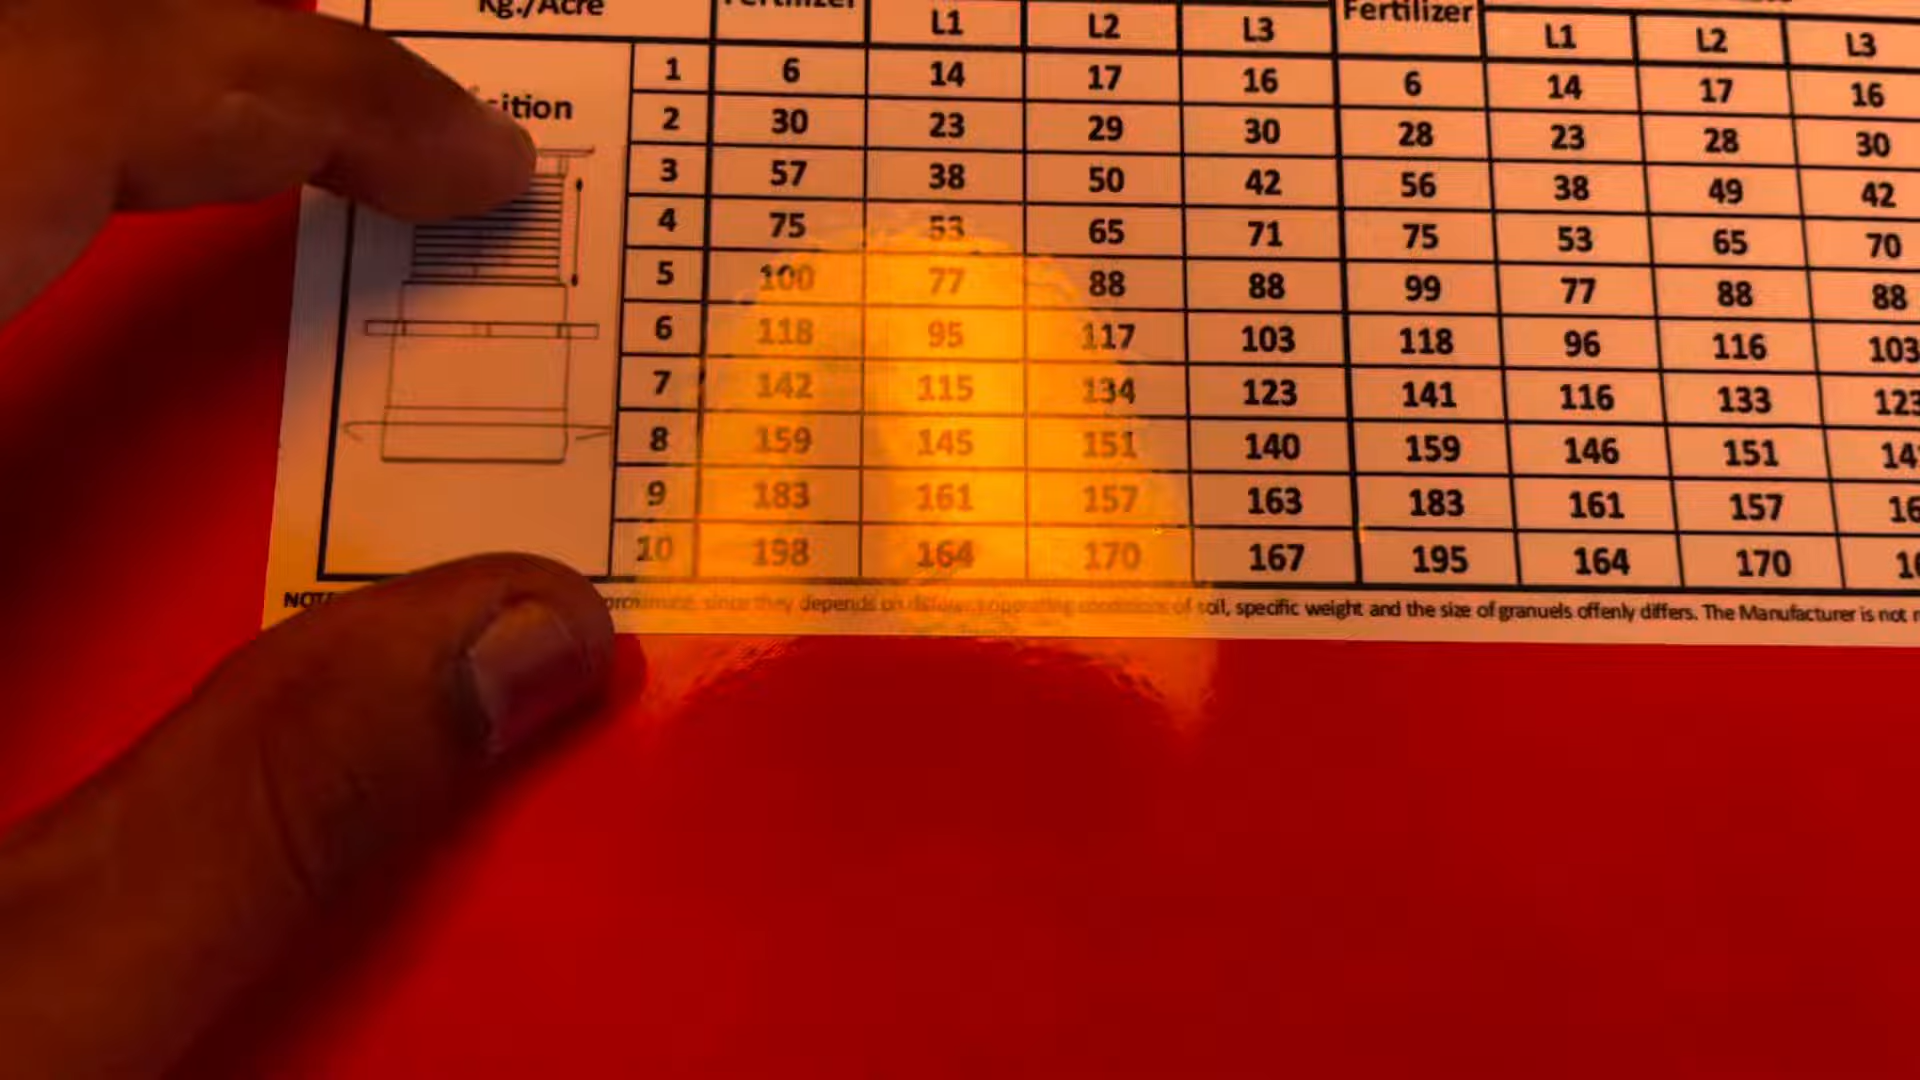 Kg./Acre Fertilizer L1 L2 L3 Fertilizer L1 L2 L3
1 6 14 17 16 6 14 17 16
2 30 23 29 30 28 23 28 30
3 57 38 50 42 56 38 49 42
4 75 53 65 71 75 53 65 70
5 100 77 88 88 99 77 88 88
6 118 95 117 103 118 96 116 103
7 142 115 134 123 141 116 133 123
8 159 145 151 140 159 146 151
9 183 161 157 163 183 161 157
10 198 164 170 167 195 164 170
since they depends on different operating conditions of soil, specific weight and the size of granuels offenly differs. The Manufacturer is not